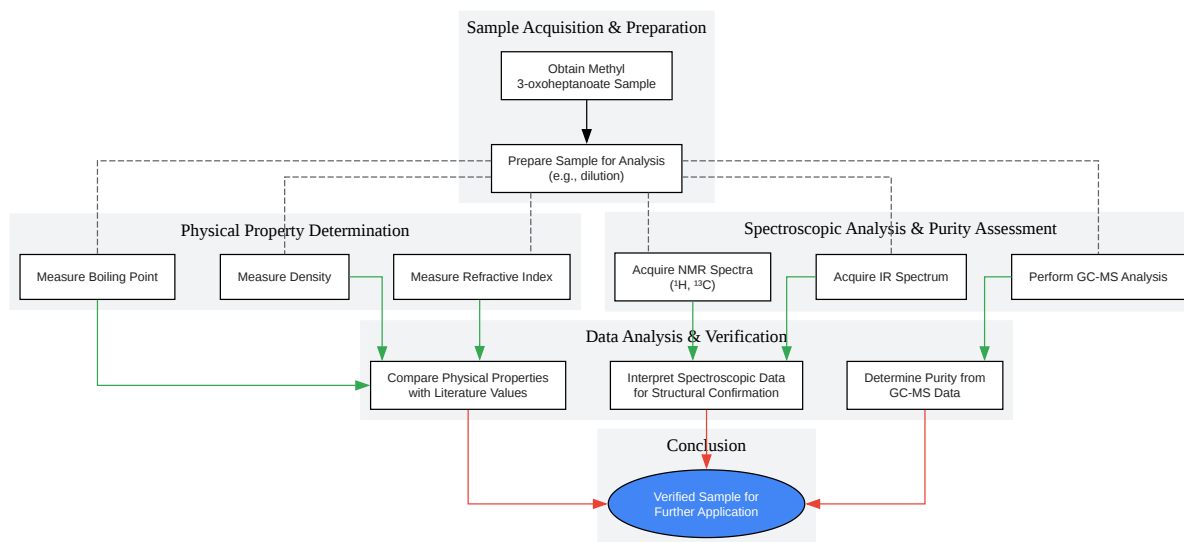 Sample Acquisition & Preparation
Obtain Methyl
3-oxoheptanoate Sample
Prepare Sample for Analysis
(e.g., dilution)
Physical Property Determination
Spectroscopic Analysis & Purity Assessment
Measure Boiling Point
Measure Density
Measure Refractive Index
Acquire NMR Spectra
(¹H, ¹³C)
Acquire IR Spectrum
Perform GC-MS Analysis
Data Analysis & Verification
Compare Physical Properties
with Literature Values
Interpret Spectroscopic Data
for Structural Confirmation
Determine Purity from
GC-MS Data
Conclusion
Verified Sample for
Further Application